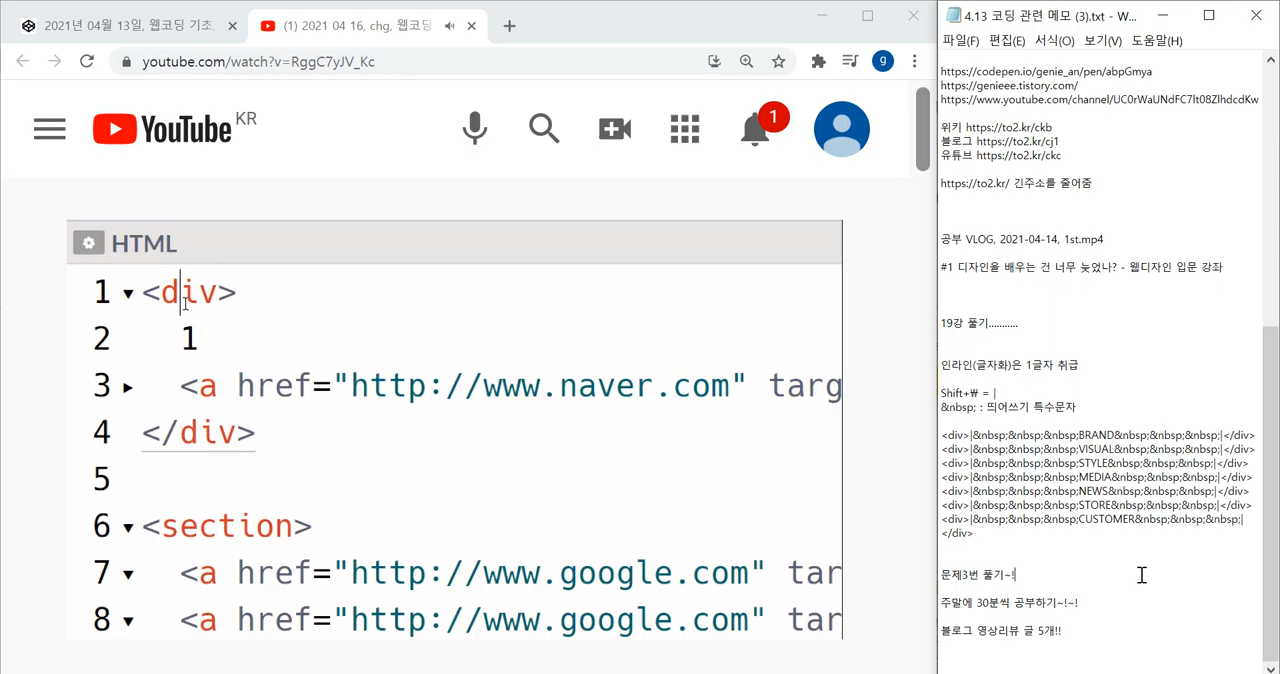 2021년 04월 13일, 웹코딩 기초,
(1) 2021 04 16, chg, 웹코딩
youtube.com/watch?v=RggC7yJV_Kc
g
YouTube KR
1
HTML
1 <div>
2 1
3 <a href="http://www.naver.com" targ
4 </div>
5
6 <section>
7 <a href="http://www.google.com" tar
8 <a href="http://www.google.com" tar
4.13 코딩 관련 메모 (3).txt - W...
파일(F) 편집(E) 서식(O) 보기(V) 도움말(H)
https://codepen.io/genie_an/pen/abpGmya
https://genieee.tistory.com/
https://www.youtube.com/channel/UC0rWaUNdFC7lt08ZlhdcdKw
위키 https://to2.kr/ckb
블로그 https://to2.kr/cj1
유튜브 https://to2.kr/ckc
https://to2.kr/ 긴주소를 줄어줌
공부 VLOG, 2021-04-14, 1st.mp4
#1 디자인을 배우는 건 너무 늦었나? - 웹디자인 입문 강좌
19강 풀기...........
인라인(글자화)은 1글자 취급
Shift+₩ = |
&nbsp; : 띄어쓰기 특수문자
<div>|&nbsp;&nbsp;&nbsp;BRAND&nbsp;&nbsp;&nbsp;|</div>
<div>|&nbsp;&nbsp;&nbsp;VISUAL&nbsp;&nbsp;&nbsp;|</div>
<div>|&nbsp;&nbsp;&nbsp;STYLE&nbsp;&nbsp;&nbsp;|</div>
<div>|&nbsp;&nbsp;&nbsp;MEDIA&nbsp;&nbsp;&nbsp;|</div>
<div>|&nbsp;&nbsp;&nbsp;NEWS&nbsp;&nbsp;&nbsp;|</div>
<div>|&nbsp;&nbsp;&nbsp;STORE&nbsp;&nbsp;&nbsp;|</div>
<div>|&nbsp;&nbsp;&nbsp;CUSTOMER&nbsp;&nbsp;&nbsp;|
</div>
문제3번 풀기~!
주말에 30분씩 공부하기~!~!
블로그 영상리뷰 글 5개!!